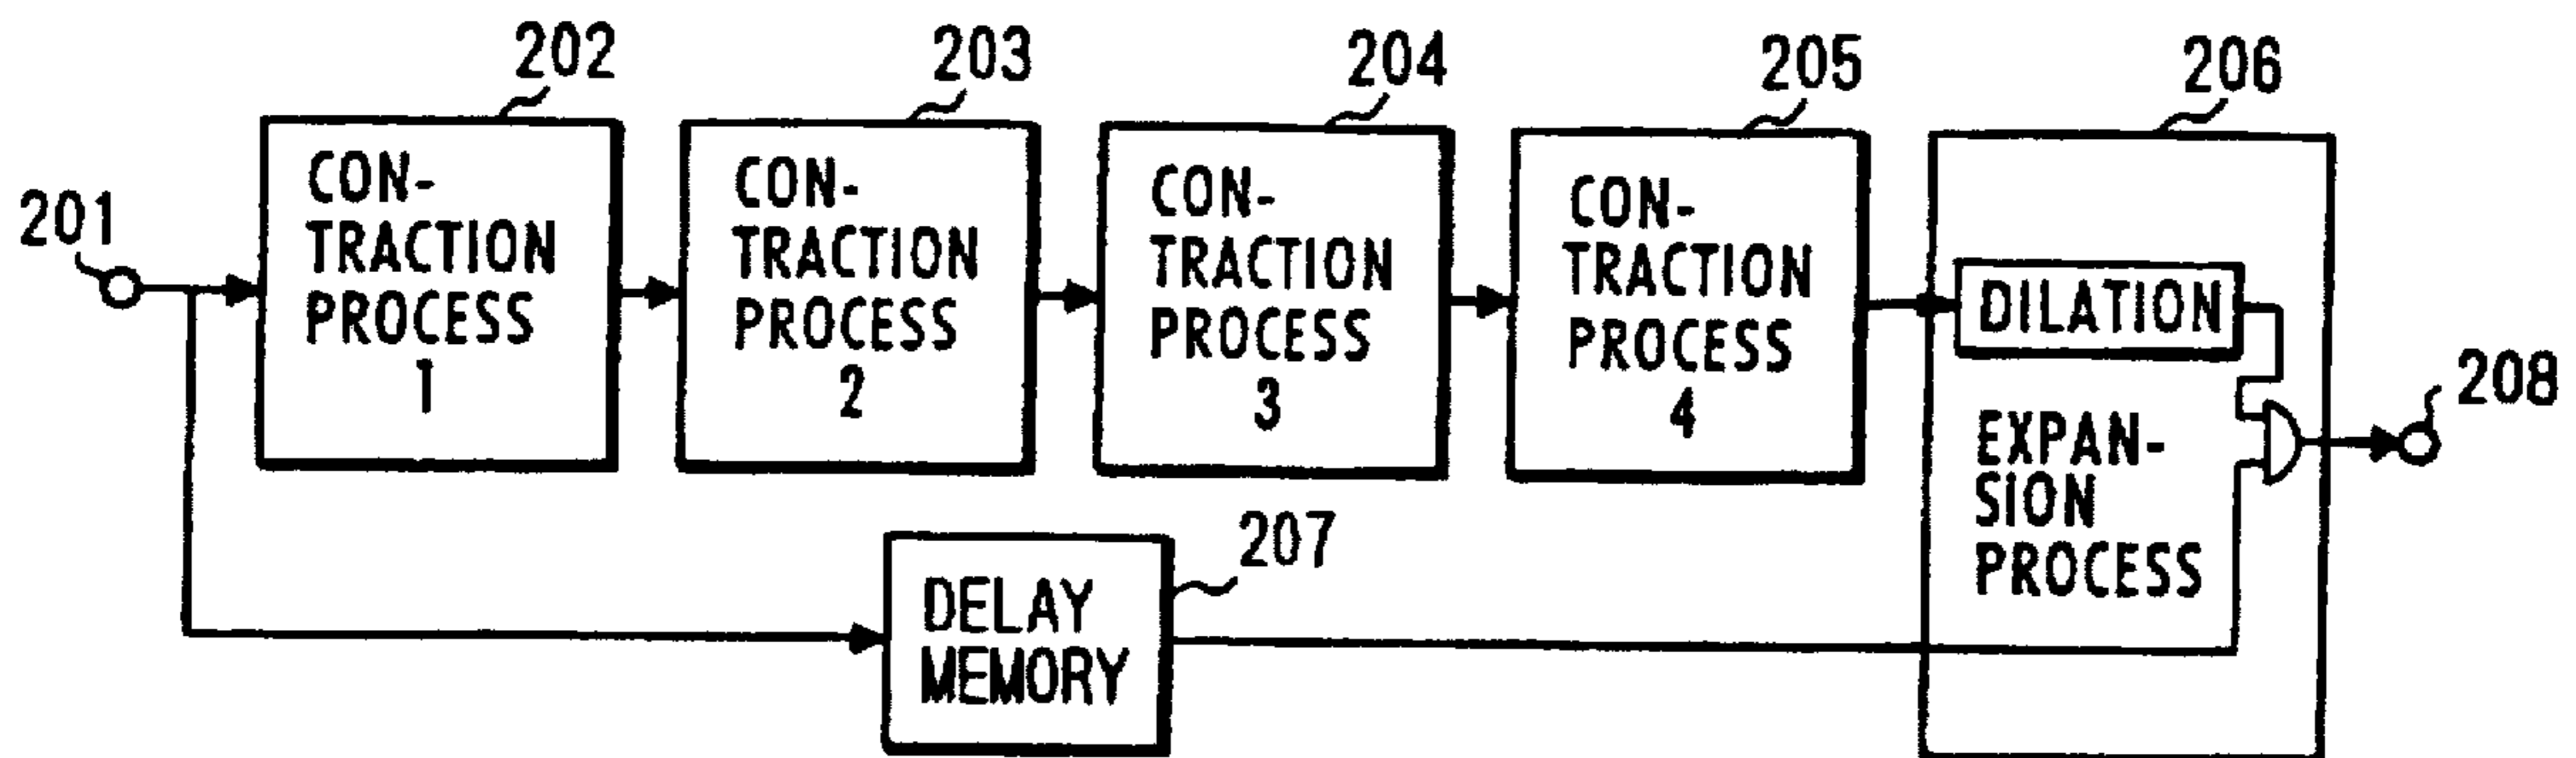 202
203
204
205
206
201
CON-
TRACTION
PROCESS
1
CON-
TRACTION
PROCESS
2
CON-
TRACTION
PROCESS
3
CON-
TRACTION
PROCESS
4
DILATION
EXPAN-
SION
PROCESS
208
207
DELAY
MEMORY